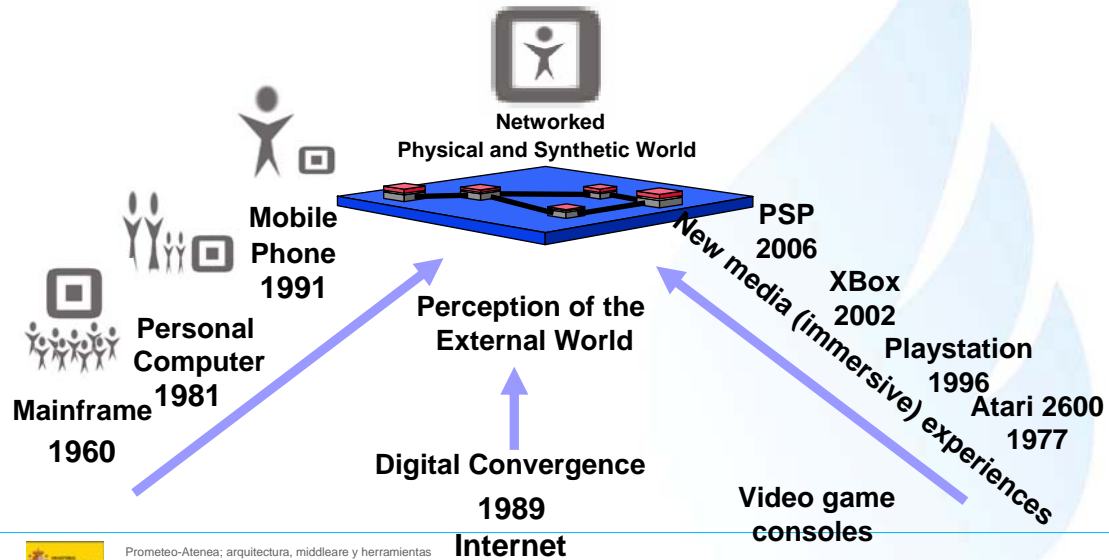 Networked
Physical and Synthetic World
Mobile
Phone
1991
Personal
Computer
1981
Mainframe
1960
Perception of the
External World
Digital Convergence
1989
Internet
New media (immersive) experiences
PSP
2006
XBox
2002
Playstation
1996
Atari 2600
1977
Video game
consoles
Prometeo-Atenea; arquitectura, middleare y herramientas